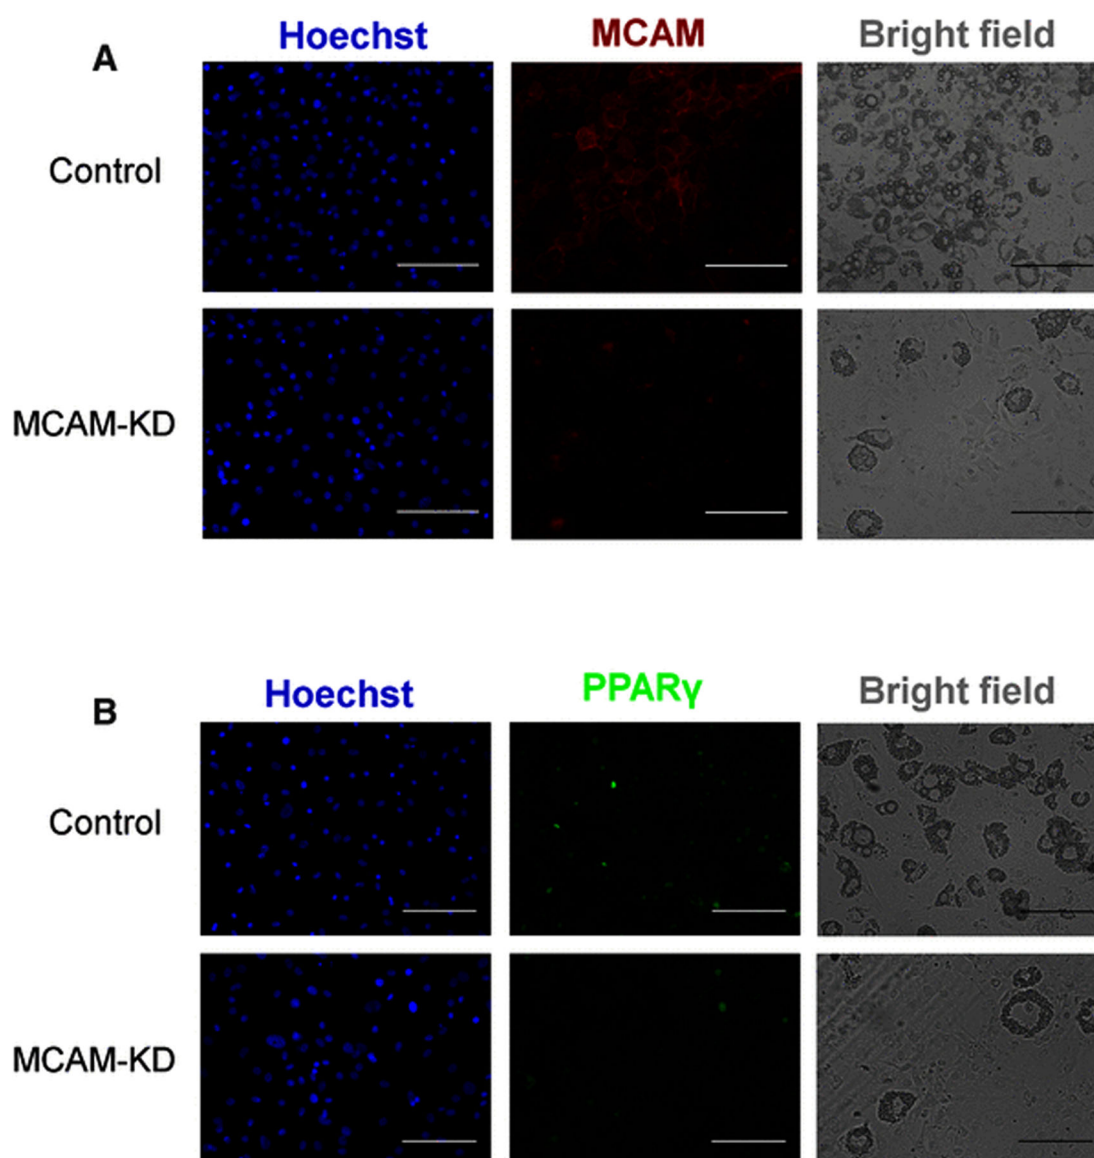 A
Hoechst
MCAM
Bright field
Control
MCAM-KD
B
Hoechst
PPARγ
Bright field
Control
MCAM-KD